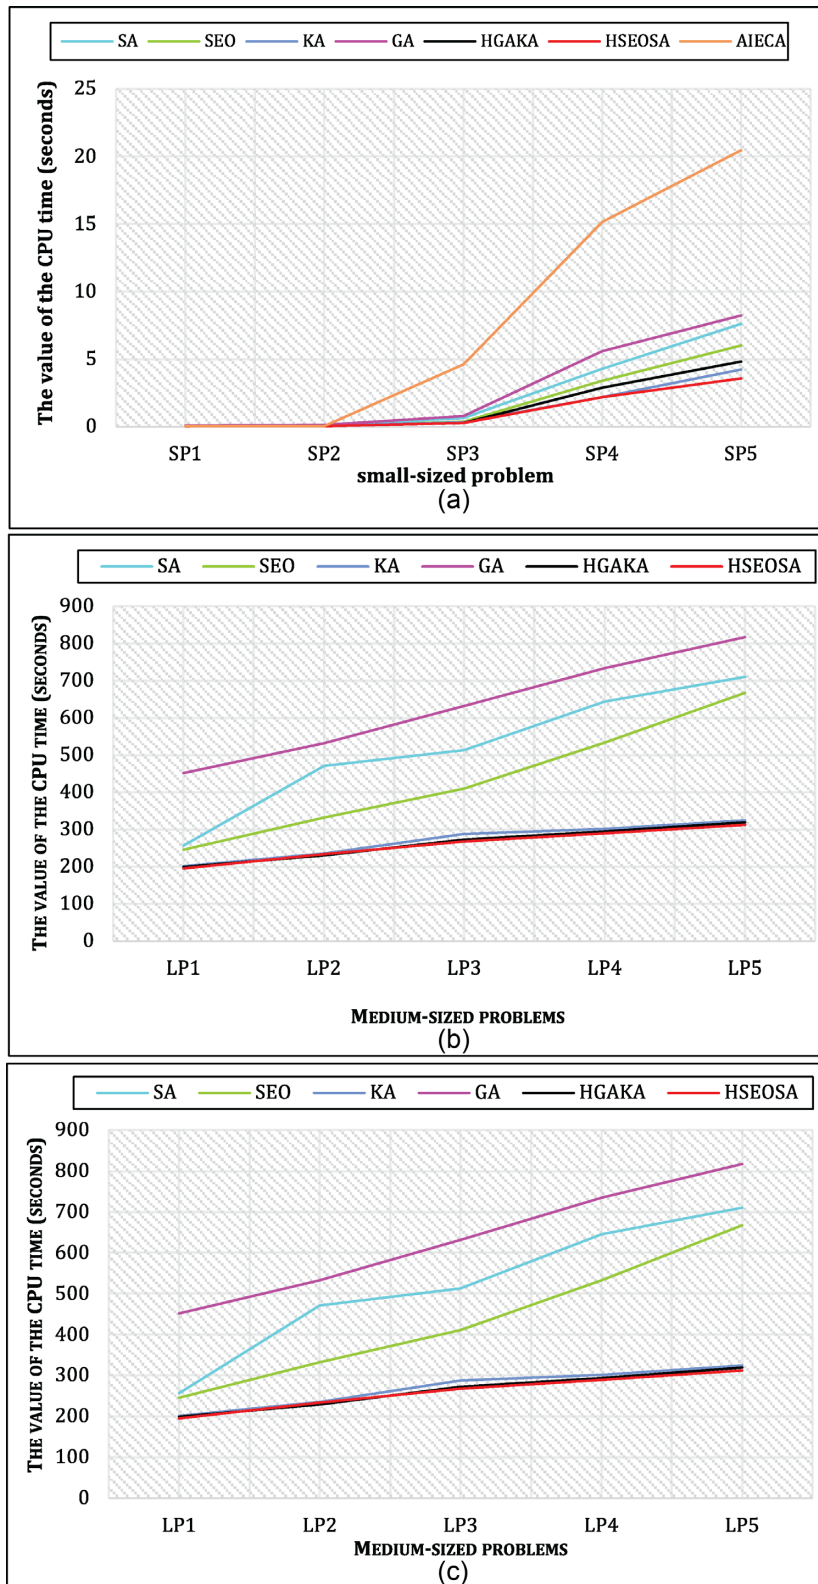 SA SEO KA GA HGAKA HSEOSA AIECA
The value of the CPU time (seconds)
25
20
15
10
5
0
SP1 SP2 SP3 SP4 SP5
small-sized problem
(a)
SA SEO KA GA HGAKA HSEOSA
THE VALUE OF THE CPU TIME (SECONDS)
900
800
700
600
500
400
300
200
100
0
LP1 LP2 LP3 LP4 LP5
MEDIUM-SIZED PROBLEMS
(b)
SA SEO KA GA HGAKA HSEOSA
THE VALUE OF THE CPU TIME (SECONDS)
900
800
700
600
500
400
300
200
100
0
LP1 LP2 LP3 LP4 LP5
MEDIUM-SIZED PROBLEMS
(c)